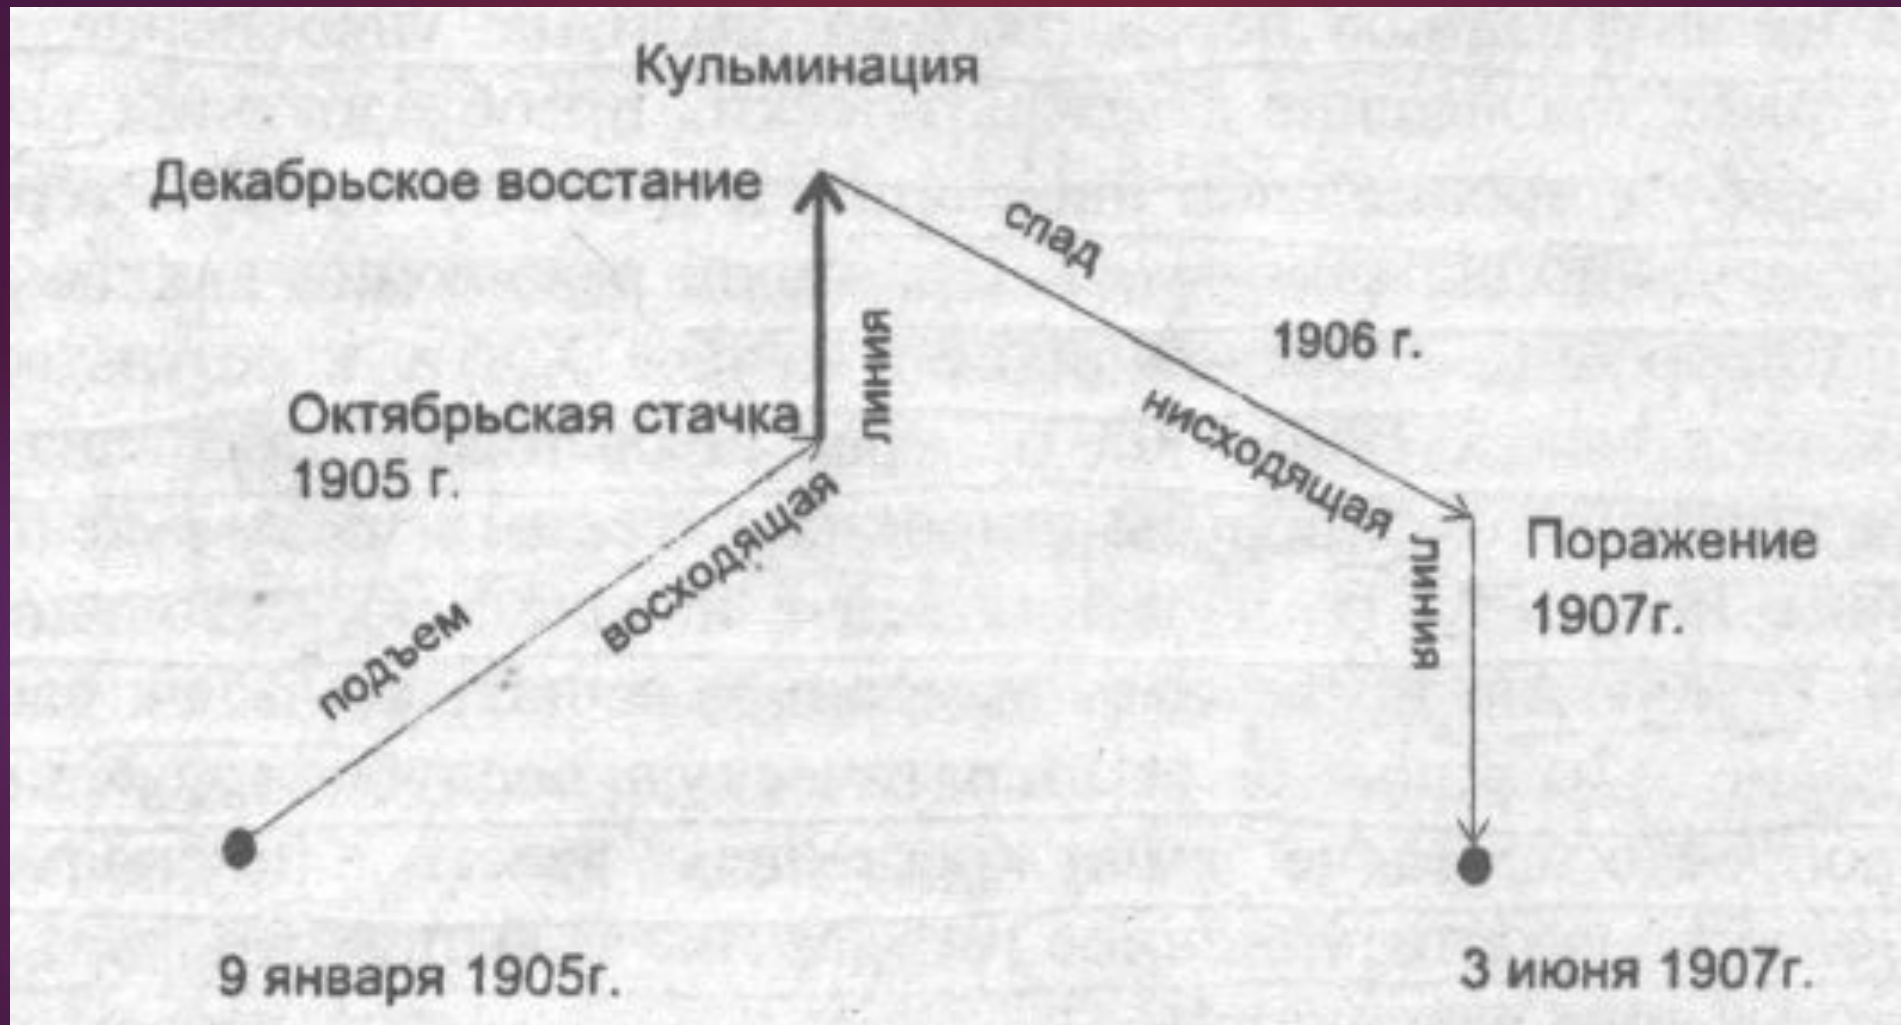 Кульминация
Декабрьское восстание
спад
линия
1906 г.
Октябрьская стачка
1905 г.
нисходящая
восходящая
линия
Поражение
1907г.
подъем
9 января 1905г.
3 июня 1907г.